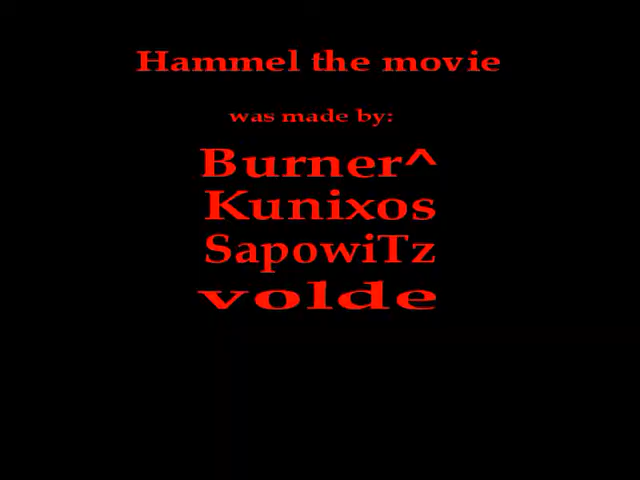 Hammel the movie
was made by:
Burner^
Kunixos
SapowiTz
volde